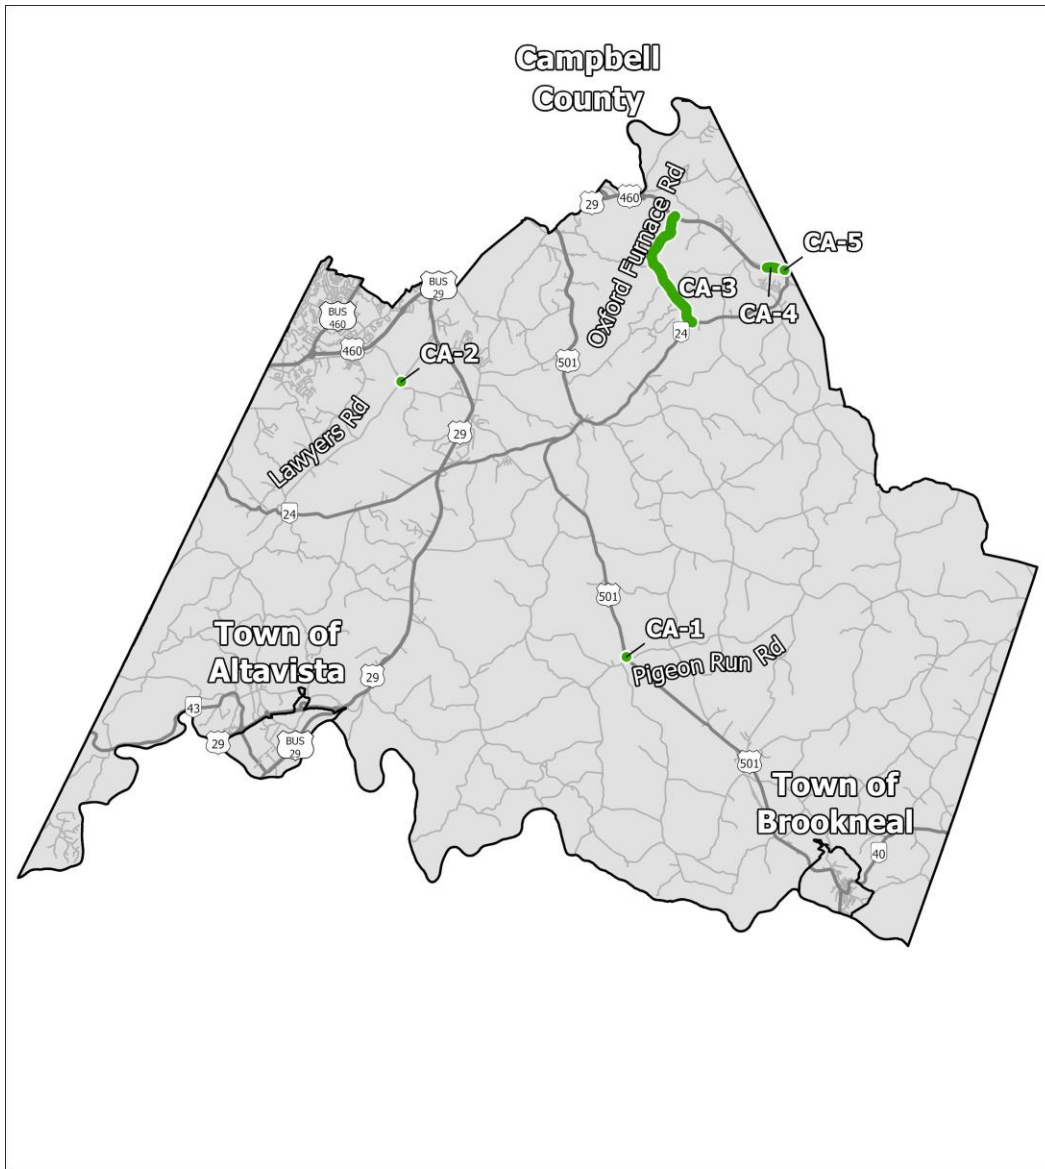 Campbell
County
Oxford Furnace Rd
29
460
CA-5
BUS
29
CA-3
BUS
460
CA-4
24
460
CA-2
501
Lawyers Rd
29
24
501
Town of
Altavista
CA-1
Pigeon Run Rd
29
43
29
BUS
29
501
Town of
Brookneal
40